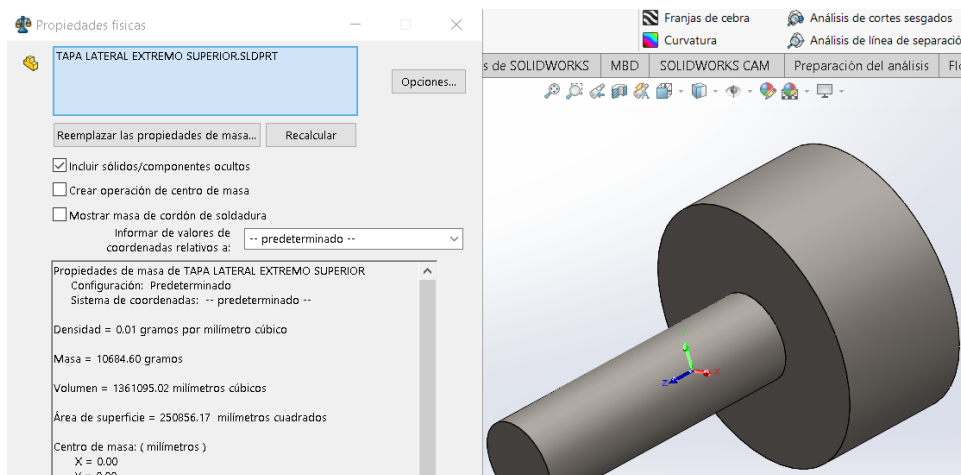 Propiedades físicas
TAPA LATERAL EXTREMO SUPERIOR.SLDPRT
Opciones...
Reemplazar las propiedades de masa...
Recalcular
Incluir sólidos/componentes ocultos
Crear operación de centro de masa
Mostrar masa de cordón de soldadura
Informar de valores de
coordenadas relativos a:
-- predeterminado --
Propiedades de masa de TAPA LATERAL EXTREMO SUPERIOR
Configuración: Predeterminado
Sistema de coordenadas: -- predeterminado --
Densidad = 0.01 gramos por milímetro cúbico
Masa = 10684.60 gramos
Volumen = 1361095.02 milímetros cúbicos
Área de superficie = 250856.17 milímetros cuadrados
Centro de masa: ( milímetros )
X = 0.00
Y = 0.00
Franjas de cebra
Análisis de cortes sesgados
Curvatura
Análisis de línea de separació
s de SOLIDWORKS
MBD
SOLIDWORKS CAM
Preparación del análisis
Y
X
Z